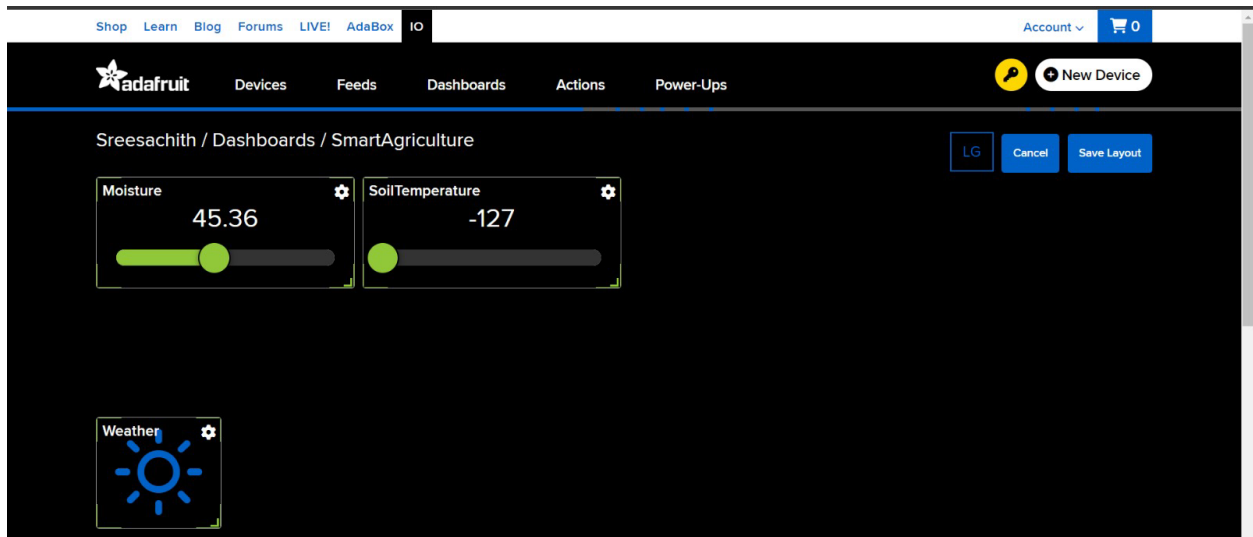 Shop Learn Blog Forums LIVE! AdaBox IO Account 0
adafruit Devices Feeds Dashboards Actions Power-Ups New Device
Sreesachith / Dashboards / SmartAgriculture LG Cancel Save Layout
Moisture SoilTemperature
45.36 -127
Weather